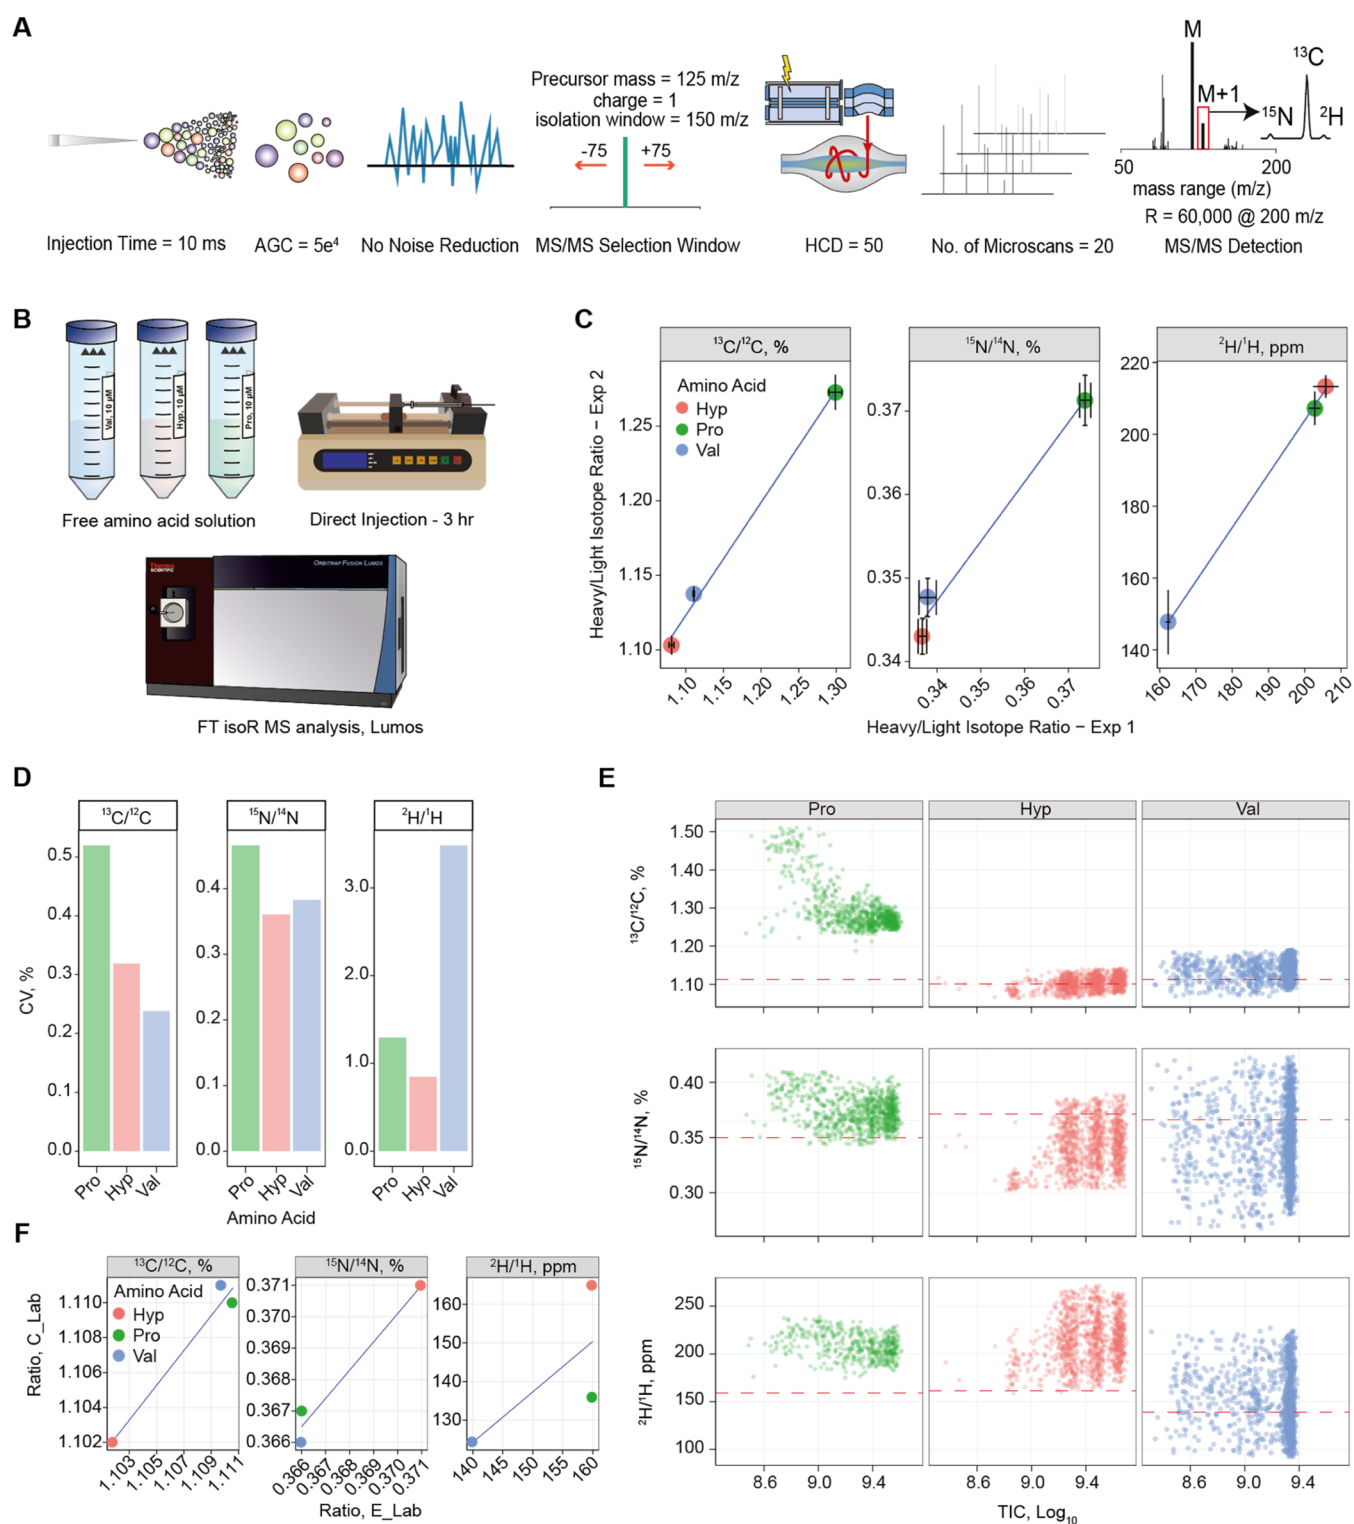 A
Precursor mass = 125 m/z
charge = 1
isolation window = 150 m/z
-75 +75
M
M+1
¹³C
¹⁵N ²H
50 200
mass range (m/z)
R = 60,000 @ 200 m/z
Injection Time = 10 ms AGC = 5e⁴ No Noise Reduction MS/MS Selection Window HCD = 50 No. of Microscans = 20 MS/MS Detection
B
Val, 10 µM
Hyp, 10 µM
Pro, 10 µM
Free amino acid solution
Direct Injection - 3 hr
Thermo
SCIENTIFIC
ORBITRAP FUSION LUMOS
FT isoR MS analysis, Lumos
C
¹³C/¹²C, % ¹⁵N/¹⁴N, % ²H/¹H, ppm
Amino Acid
Hyp
Pro
Val
Heavy/Light Isotope Ratio − Exp 2
1.25
1.20
1.15
1.10
0.37
0.36
0.35
0.34
220
200
180
160
140
1.10 1.15 1.20 1.25 1.30
0.34 0.35 0.36 0.37
160 170 180 190 200 210
Heavy/Light Isotope Ratio − Exp 1
D
¹³C/¹²C ¹⁵N/¹⁴N ²H/¹H
CV, %
0.5
0.4
0.3
0.2
0.1
0.0
0.4
0.3
0.2
0.1
0.0
3.0
2.0
1.0
0.0
Pro Hyp Val
Pro Hyp Val
Pro Hyp Val
Amino Acid
E
Pro Hyp Val
¹³C/¹²C, %
1.50
1.40
1.30
1.20
1.10
¹⁵N/¹⁴N, %
0.40
0.35
0.30
²H/¹H, ppm
250
200
150
100
8.6 9.0 9.4
8.6 9.0 9.4
8.6 9.0 9.4
TIC, Log₁₀
F
¹³C/¹²C, % ¹⁵N/¹⁴N, % ²H/¹H, ppm
Amino Acid
Hyp
Pro
Val
Ratio, C_Lab
1.110
1.108
1.106
1.104
1.102
0.371
0.370
0.369
0.368
0.367
0.366
160
150
140
130
1.103 1.105 1.107 1.109 1.111
0.366 0.367 0.368 0.369 0.370 0.371
140 145 150 155 160
Ratio, E_Lab